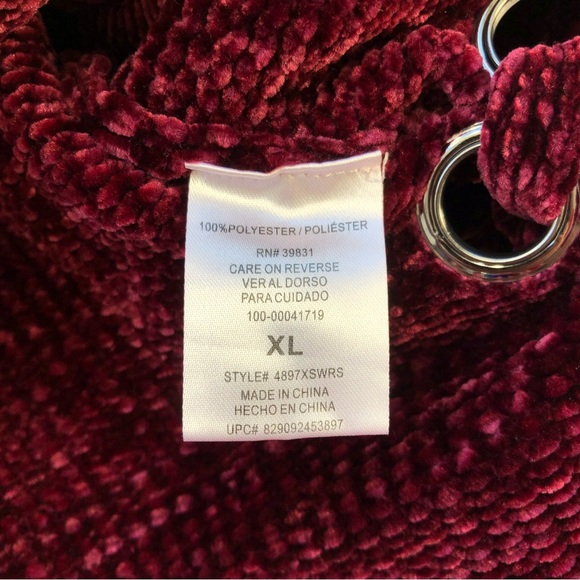 100%POLYESTER / POLIÉSTER
RN# 39831
CARE ON REVERSE
VER AL DORSO
PARA CUIDADO
100-00041719
XL
STYLE# 4897XSWRS
MADE IN CHINA
HECHO EN CHINA
UPC# 829092453897